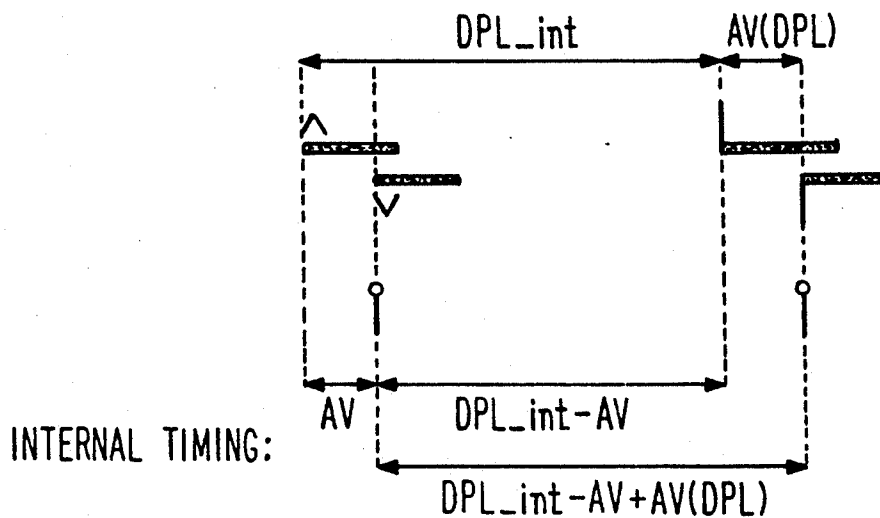 DPL_int AV(DPL)
AV DPL_int-AV
INTERNAL TIMING:
DPL_int-AV+AV(DPL)